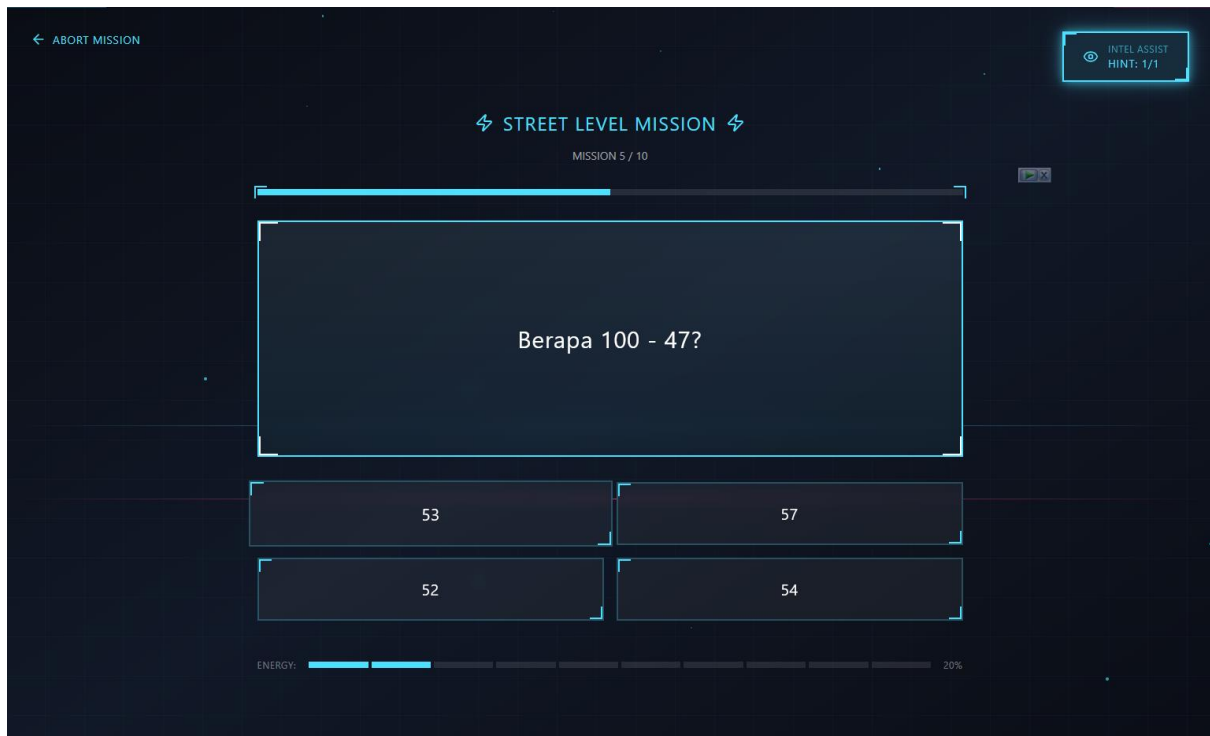 ABORT MISSION
INTEL ASSIST
HINT: 1/1
STREET LEVEL MISSION
MISSION 5 / 10
X
Berapa 100 - 47?
53
57
52
54
ENERGY:
20%